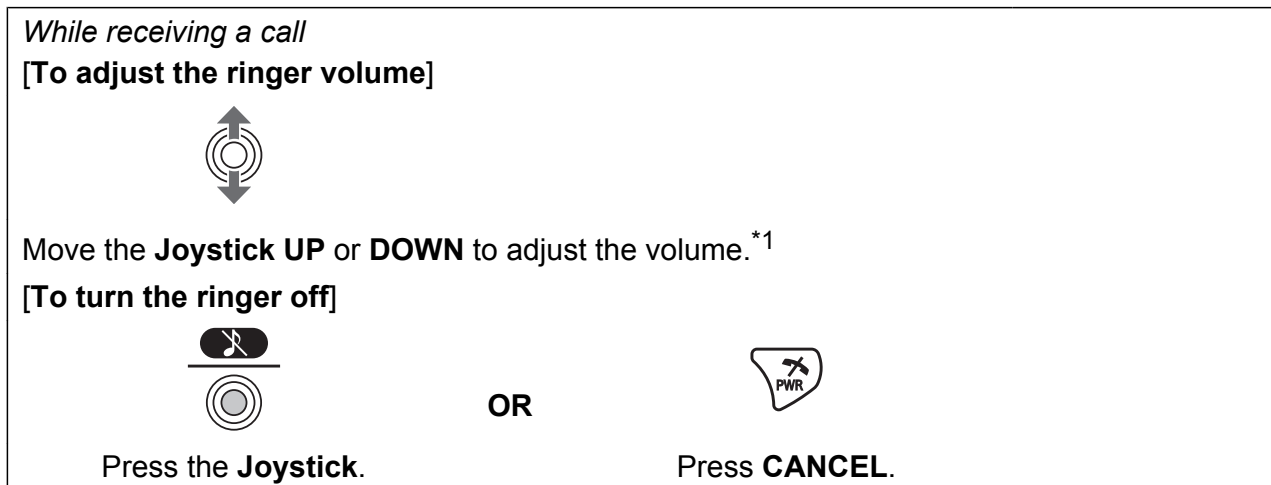 While receiving a call
[To adjust the ringer volume]
Move the Joystick UP or DOWN to adjust the volume.*1
[To turn the ringer off]
OR
PWR
Press the Joystick.
Press CANCEL.